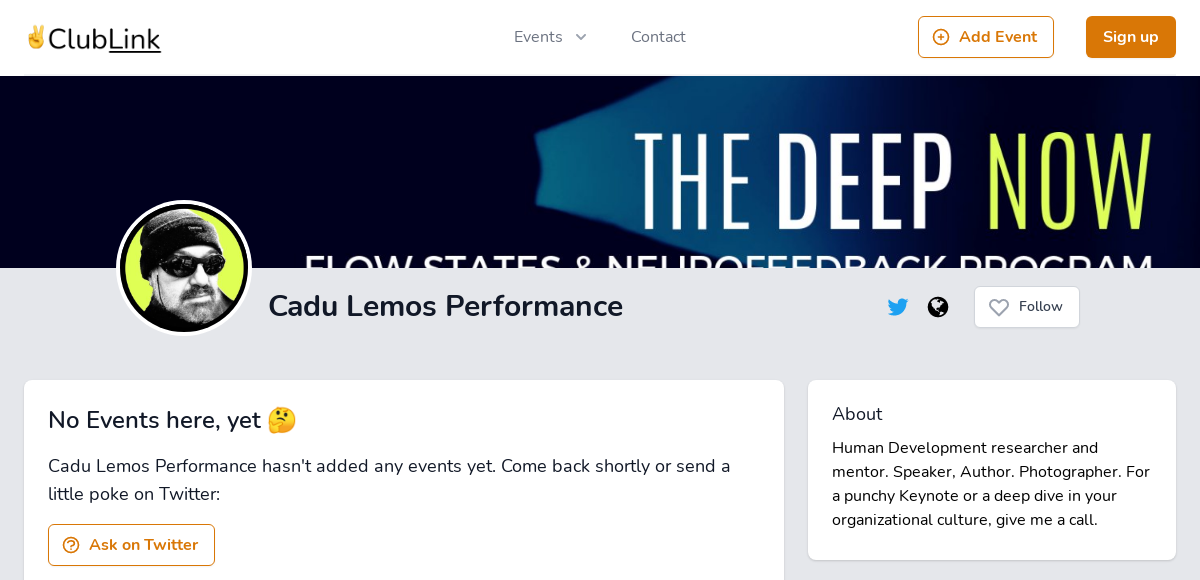 ClubLink
Events
Contact
Add Event
Sign up
THE DEEP NOW
FLOW STATES & NEUROFEEDBACK PROGRAM
Cadu Lemos Performance
Follow
No Events here, yet 🤔
Cadu Lemos Performance hasn't added any events yet. Come back shortly or send a
little poke on Twitter:
Ask on Twitter
About
Human Development researcher and
mentor. Speaker, Author. Photographer. For
a punchy Keynote or a deep dive in your
organizational culture, give me a call.